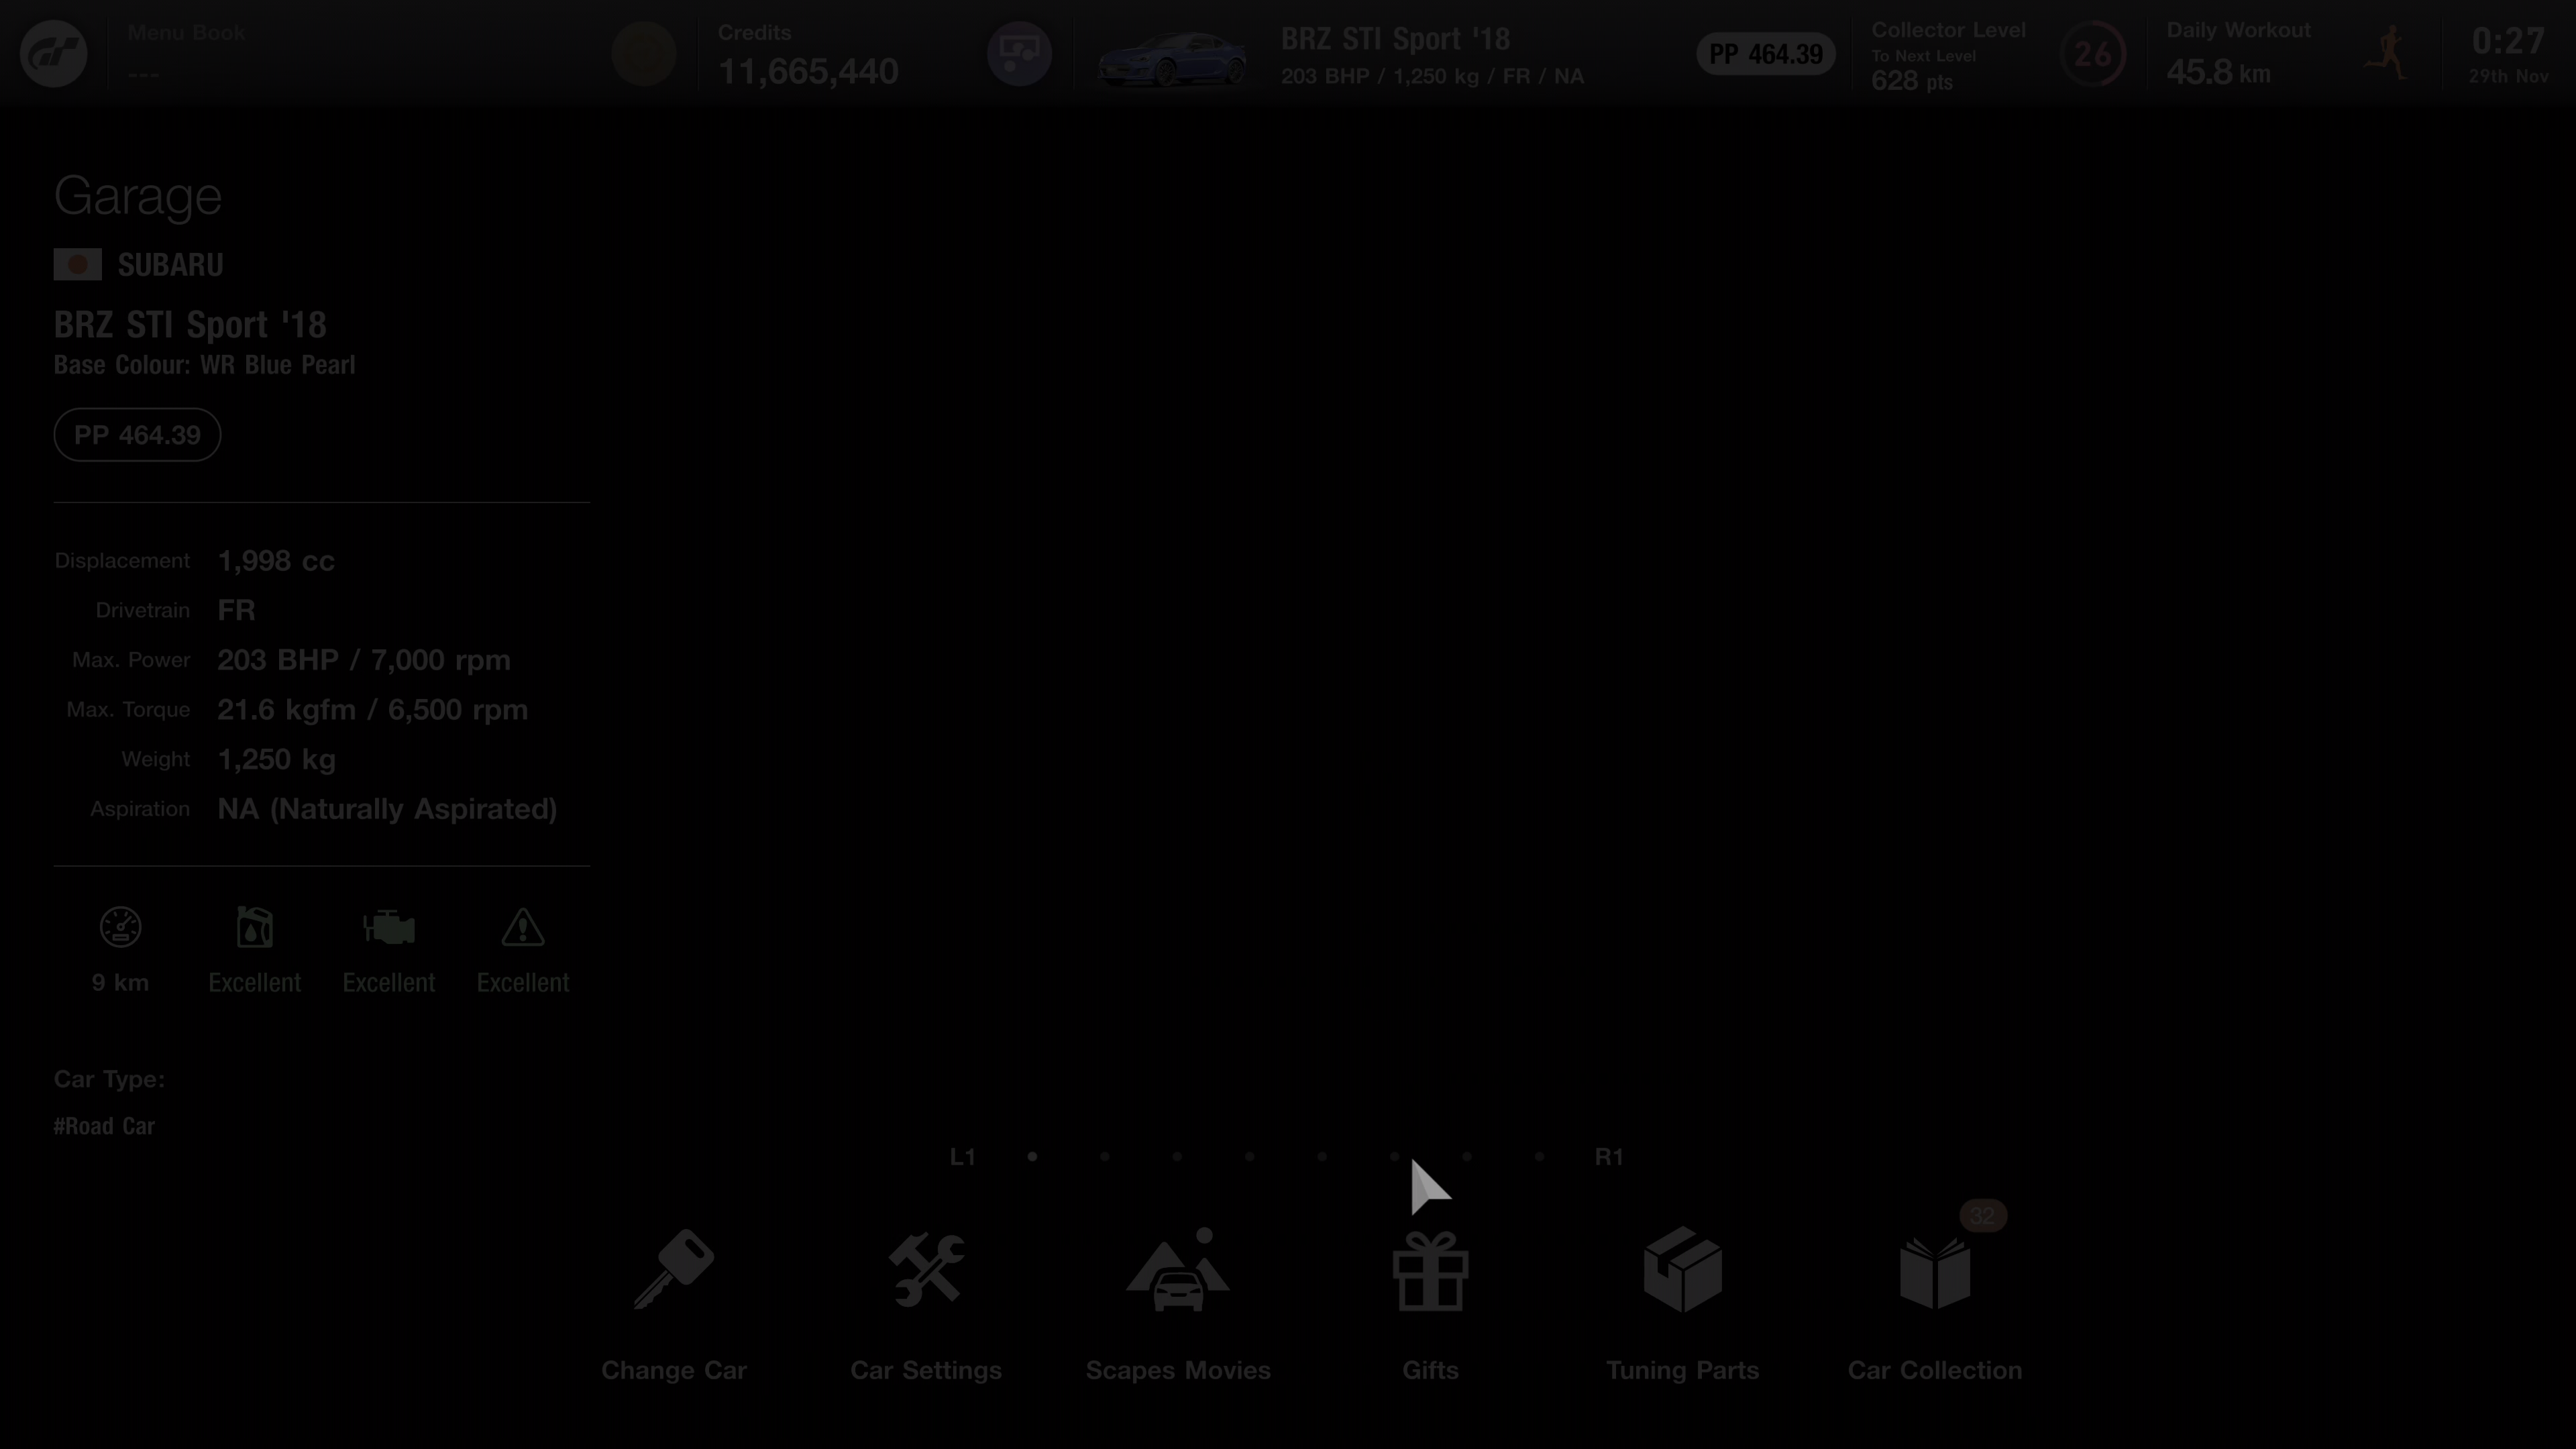 Menu Book
---
Credits
11,665,440
BRZ STI Sport '18
203 BHP / 1,250 kg / FR / NA
PP 464.39
Collector Level
To Next Level
628 pts
26
Daily Workout
45.8 km
0:27
29th Nov
Garage
SUBARU
BRZ STI Sport '18
Base Colour: WR Blue Pearl
PP 464.39
Displacement 1,998 cc
Drivetrain FR
Max. Power 203 BHP / 7,000 rpm
Max. Torque 21.6 kgfm / 6,500 rpm
Weight 1,250 kg
Aspiration NA (Naturally Aspirated)
9 km Excellent Excellent Excellent
Car Type:
#Road Car
L1 R1
32
Change Car Car Settings Scapes Movies Gifts Tuning Parts Car Collection